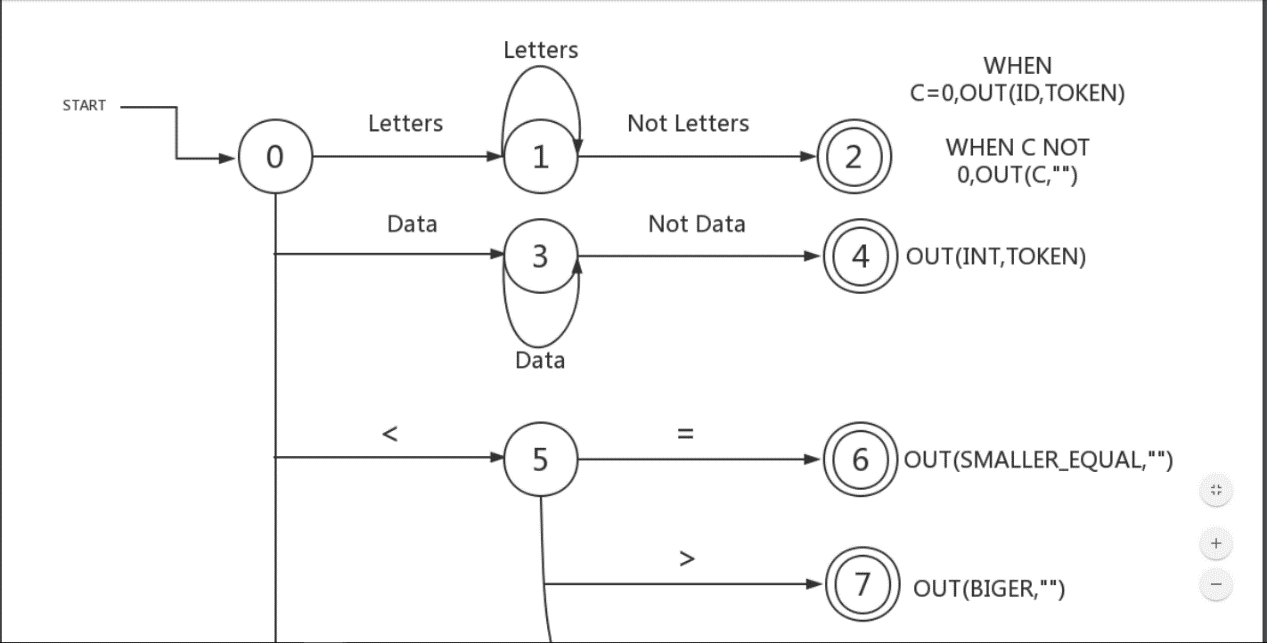 Letters
WHEN
C=0,OUT(ID,TOKEN)
START
Letters
Not Letters
0
1
2
WHEN C NOT
0,OUT(C,"")
Data
Not Data
3
4
OUT(INT,TOKEN)
Data
<
=
5
6
OUT(SMALLER_EQUAL,"")
>
7
OUT(BIGER,"")
+
−